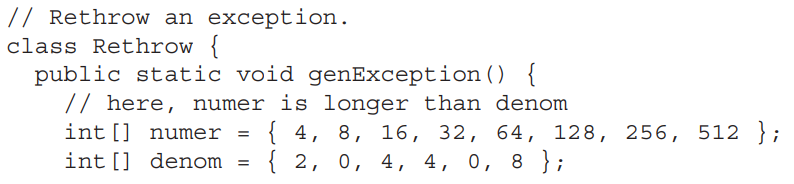 // Rethrow an exception.
class Rethrow {
  public static void genException() {
    // here, numer is longer than denom
    int[] numer = { 4, 8, 16, 32, 64, 128, 256, 512 };
    int[] denom = { 2, 0, 4, 4, 0, 8 };